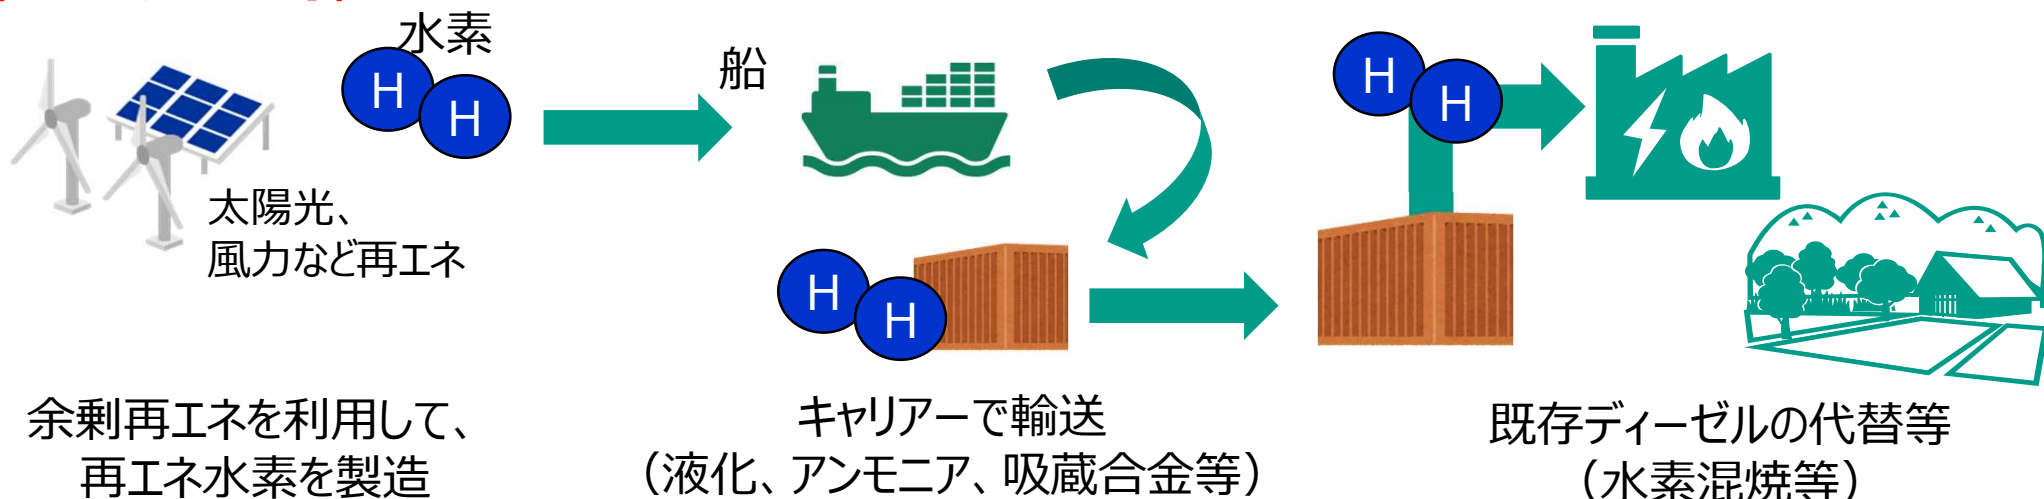 水素
H
H
船
H
H
太陽光、
風力など再エネ
H
H
余剰再エネを利用して、
再エネ水素を製造
キャリアーで輸送
（液化、アンモニア、吸蔵合金等）
既存ディーゼルの代替等
（水素混焼等）